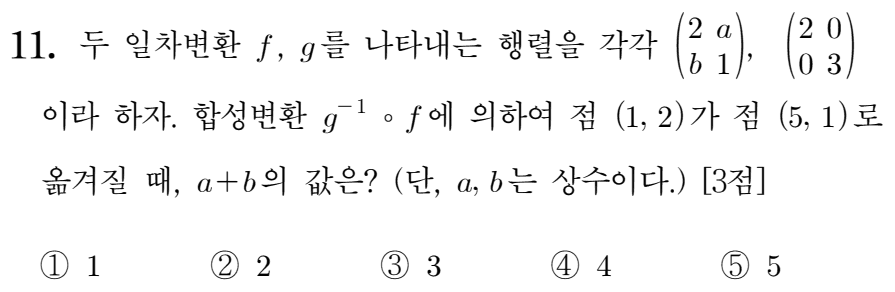 11. 두 일차변환 f, g를 나타내는 행렬을 각각 (2 a; b 1), (2 0; 0 3)
이라 하자. 합성변환 g⁻¹∘f에 의하여 점 (1, 2)가 점 (5, 1)로
옮겨질 때, a+b의 값은? (단, a, b는 상수이다.) [3점]
① 1 ② 2 ③ 3 ④ 4 ⑤ 5